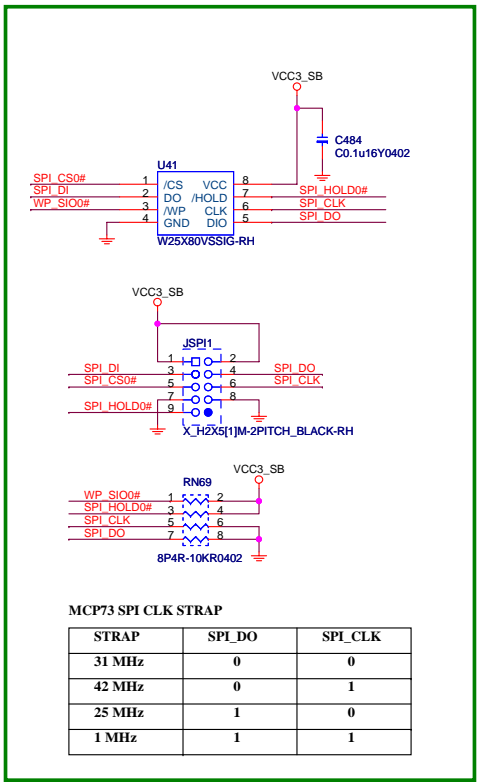 VCC3_SB
C484
C0.1u16Y0402
U41
SPI_CS0# 1 /CS VCC 8
SPI_DI 2 DO /HOLD 7 SPI_HOLD0#
WP_SIO0# 3 /WP CLK 6 SPI_CLK
4 GND DIO 5 SPI_DO
W25X80VSSIG-RH
VCC3_SB
JSPI1
1 2
SPI_DI 3 4 SPI_DO
SPI_CS0# 5 6 SPI_CLK
7 8
SPI_HOLD0# 9
X_H2X5[1]M-2PITCH_BLACK-RH
VCC3_SB
RN69
WP_SIO0# 1 2
SPI_HOLD0# 3 4
SPI_CLK 5 6
SPI_DO 7 8
8P4R-10KR0402
MCP73 SPI CLK STRAP
STRAP SPI_DO SPI_CLK
31 MHz 0 0
42 MHz 0 1
25 MHz 1 0
1 MHz 1 1